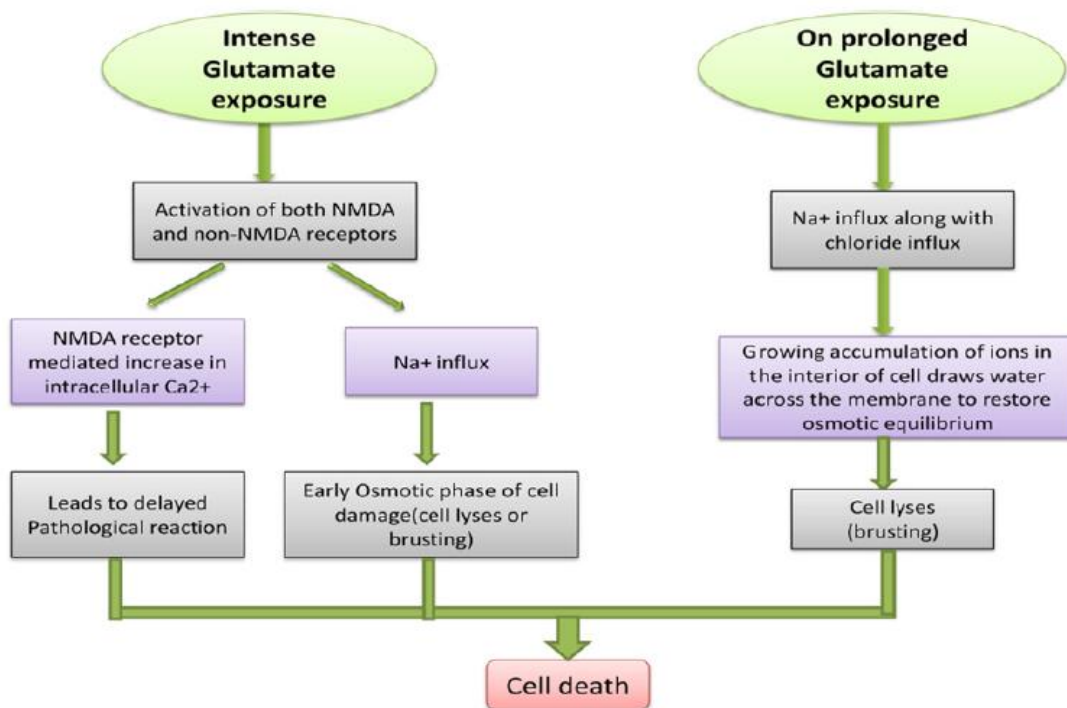 Intense
Glutamate
exposure
Activation of both NMDA
and non-NMDA receptors
NMDA receptor
mediated increase in
intracellular Ca2+
Na+ influx
Leads to delayed
Pathological reaction
Early Osmotic phase of cell
damage(cell lyses or
brusting)
On prolonged
Glutamate
exposure
Na+ influx along with
chloride influx
Growing accumulation of ions in
the interior of cell draws water
across the membrane to restore
osmotic equilibrium
Cell lyses
(brusting)
Cell death